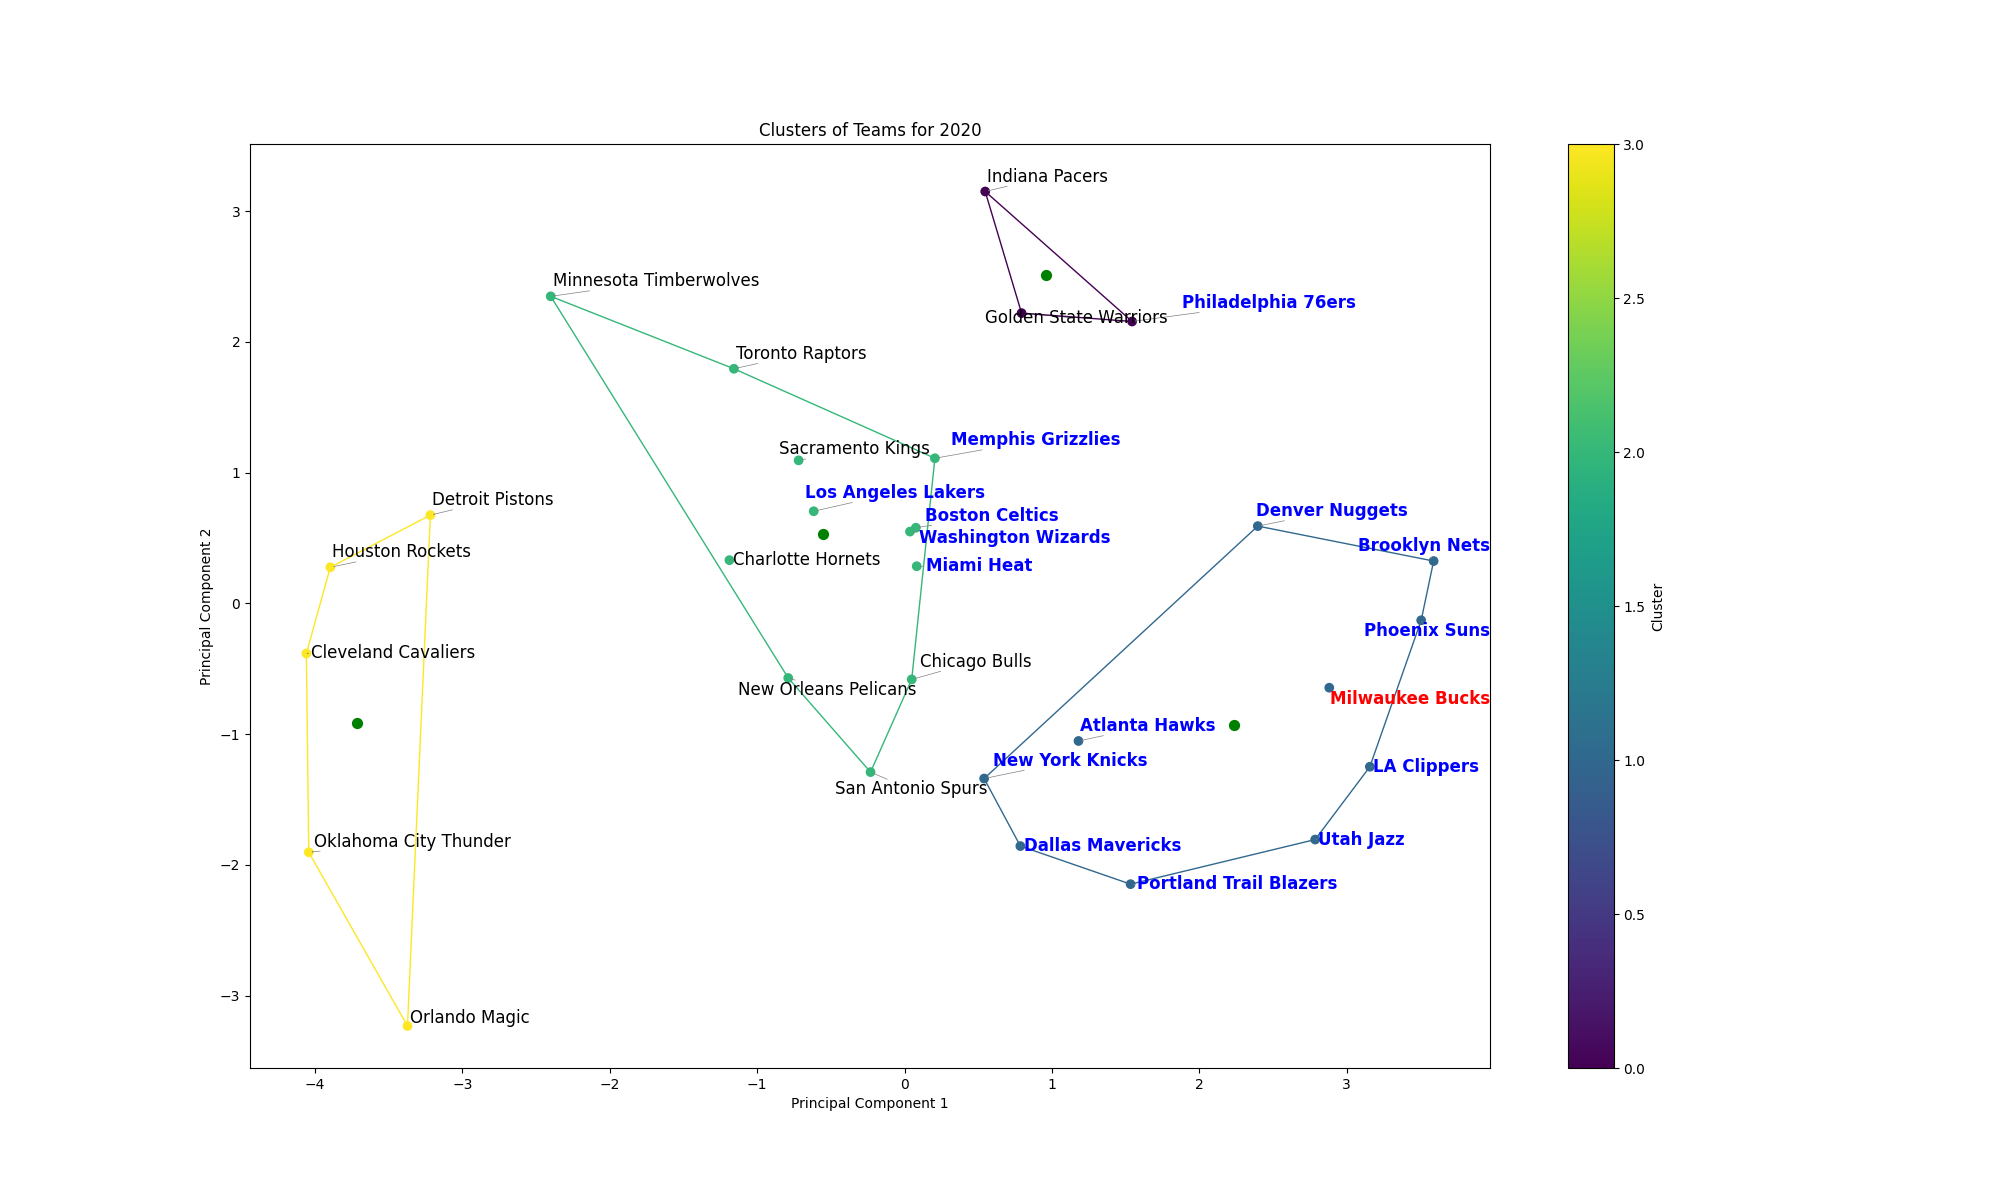 Clusters of Teams for 2020
Indiana Pacers
Minnesota Timberwolves
Philadelphia 76ers
Golden State Warriors
Toronto Raptors
Memphis Grizzlies
Sacramento Kings
Los Angeles Lakers
Detroit Pistons
Denver Nuggets
Boston Celtics
Washington Wizards
Brooklyn Nets
Houston Rockets
Charlotte Hornets
Miami Heat
Phoenix Suns
Cleveland Cavaliers
Chicago Bulls
New Orleans Pelicans
Milwaukee Bucks
Atlanta Hawks
New York Knicks
LA Clippers
San Antonio Spurs
Oklahoma City Thunder
Dallas Mavericks
Utah Jazz
Portland Trail Blazers
Orlando Magic
Principal Component 2
3
2
1
0
−1
−2
−3
−4
−3
−2
−1
0
1
2
3
Principal Component 1
3.0
2.5
2.0
1.5
1.0
0.5
0.0
Cluster